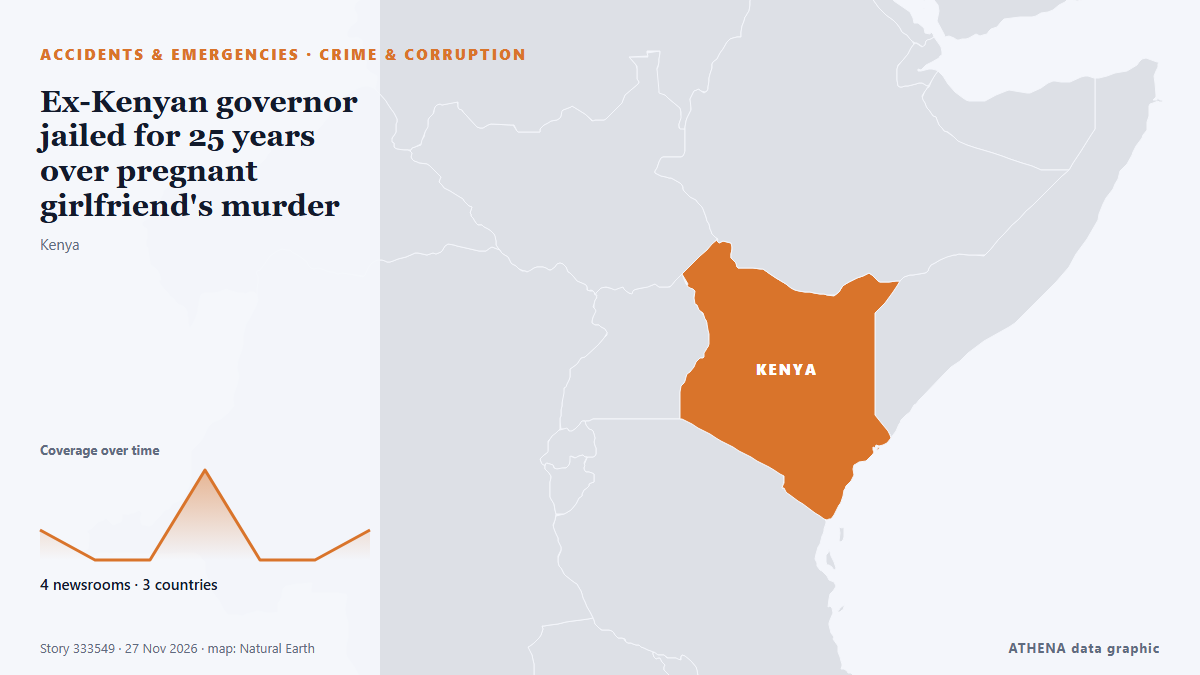 ACCIDENTS & EMERGENCIES · CRIME & CORRUPTION
Ex-Kenyan governor
jailed for 25 years
over pregnant
girlfriend's murder
Kenya
KENYA
Coverage over time
4 newsrooms · 3 countries
Story 333549 · 27 Nov 2026 · map: Natural Earth
ATHENA data graphic